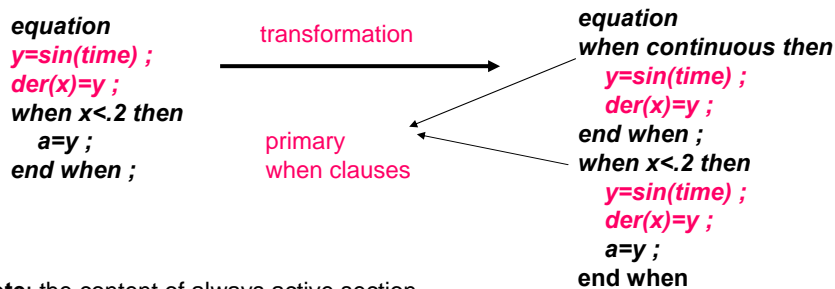 equation
y=sin(time) ;
der(x)=y ;
when x<.2 then
a=y ;
end when ;
transformation
primary
when clauses
equation
when continuous then
y=sin(time) ;
der(x)=y ;
end when ;
when x<.2 then
y=sin(time) ;
der(x)=y ;
a=y ;
end when